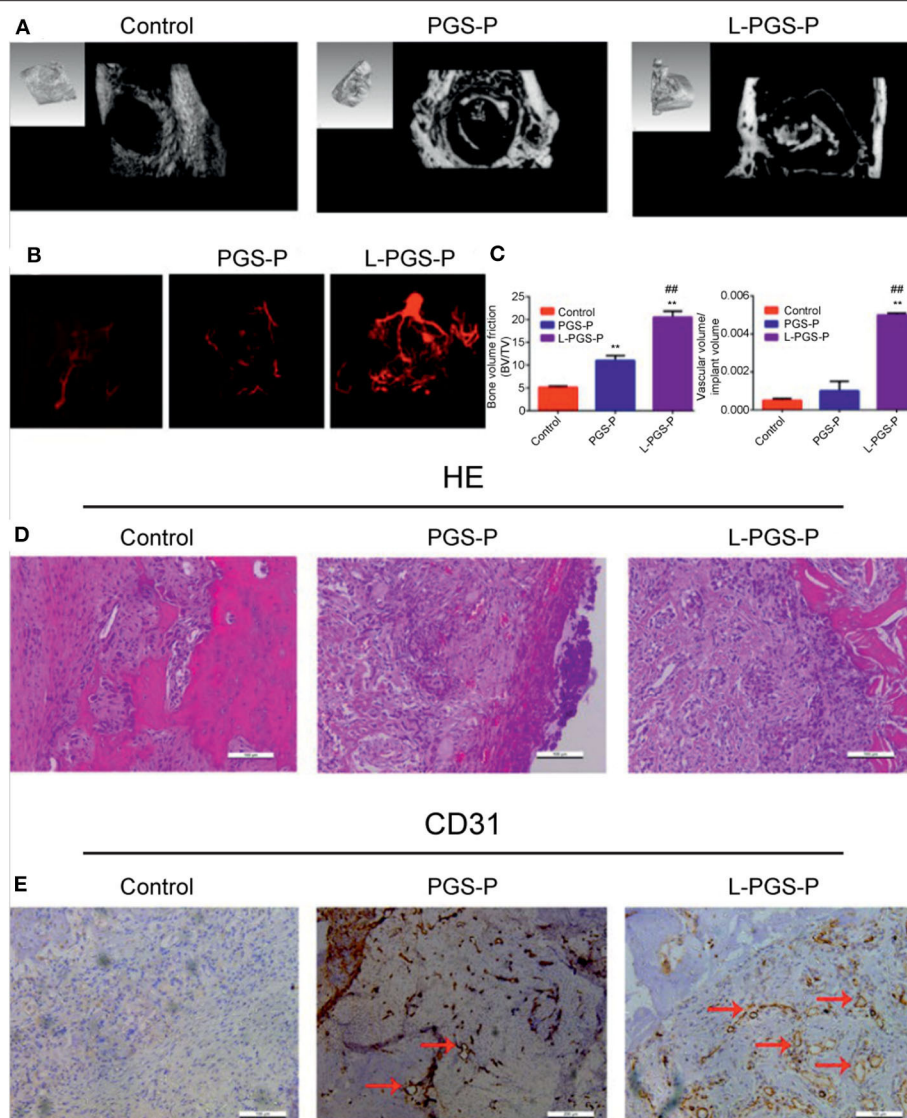 A
Control
PGS-P
L-PGS-P
B
PGS-P
L-PGS-P
C
Bone volume friction
(BV/TV)
25
20
15
10
5
0
Control
PGS-P
L-PGS-P
**
##
**
Control
PGS-P
L-PGS-P
Vascular volume/
implant volume
0.006
0.004
0.002
0.000
Control
PGS-P
L-PGS-P
##
**
Control
PGS-P
L-PGS-P
HE
D
Control
PGS-P
L-PGS-P
CD31
E
Control
PGS-P
L-PGS-P